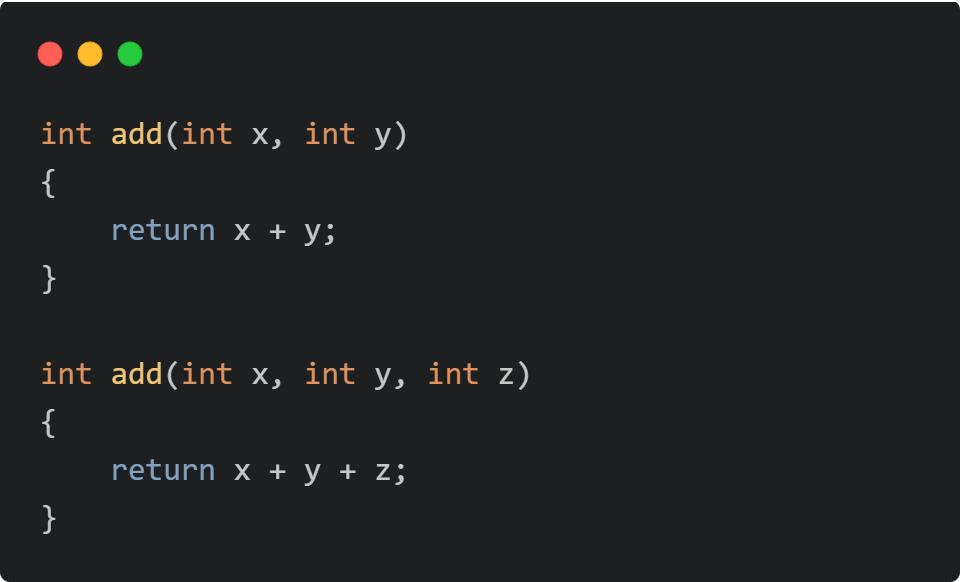 int add(int x, int y)
{
    return x + y;
}

int add(int x, int y, int z)
{
    return x + y + z;
}